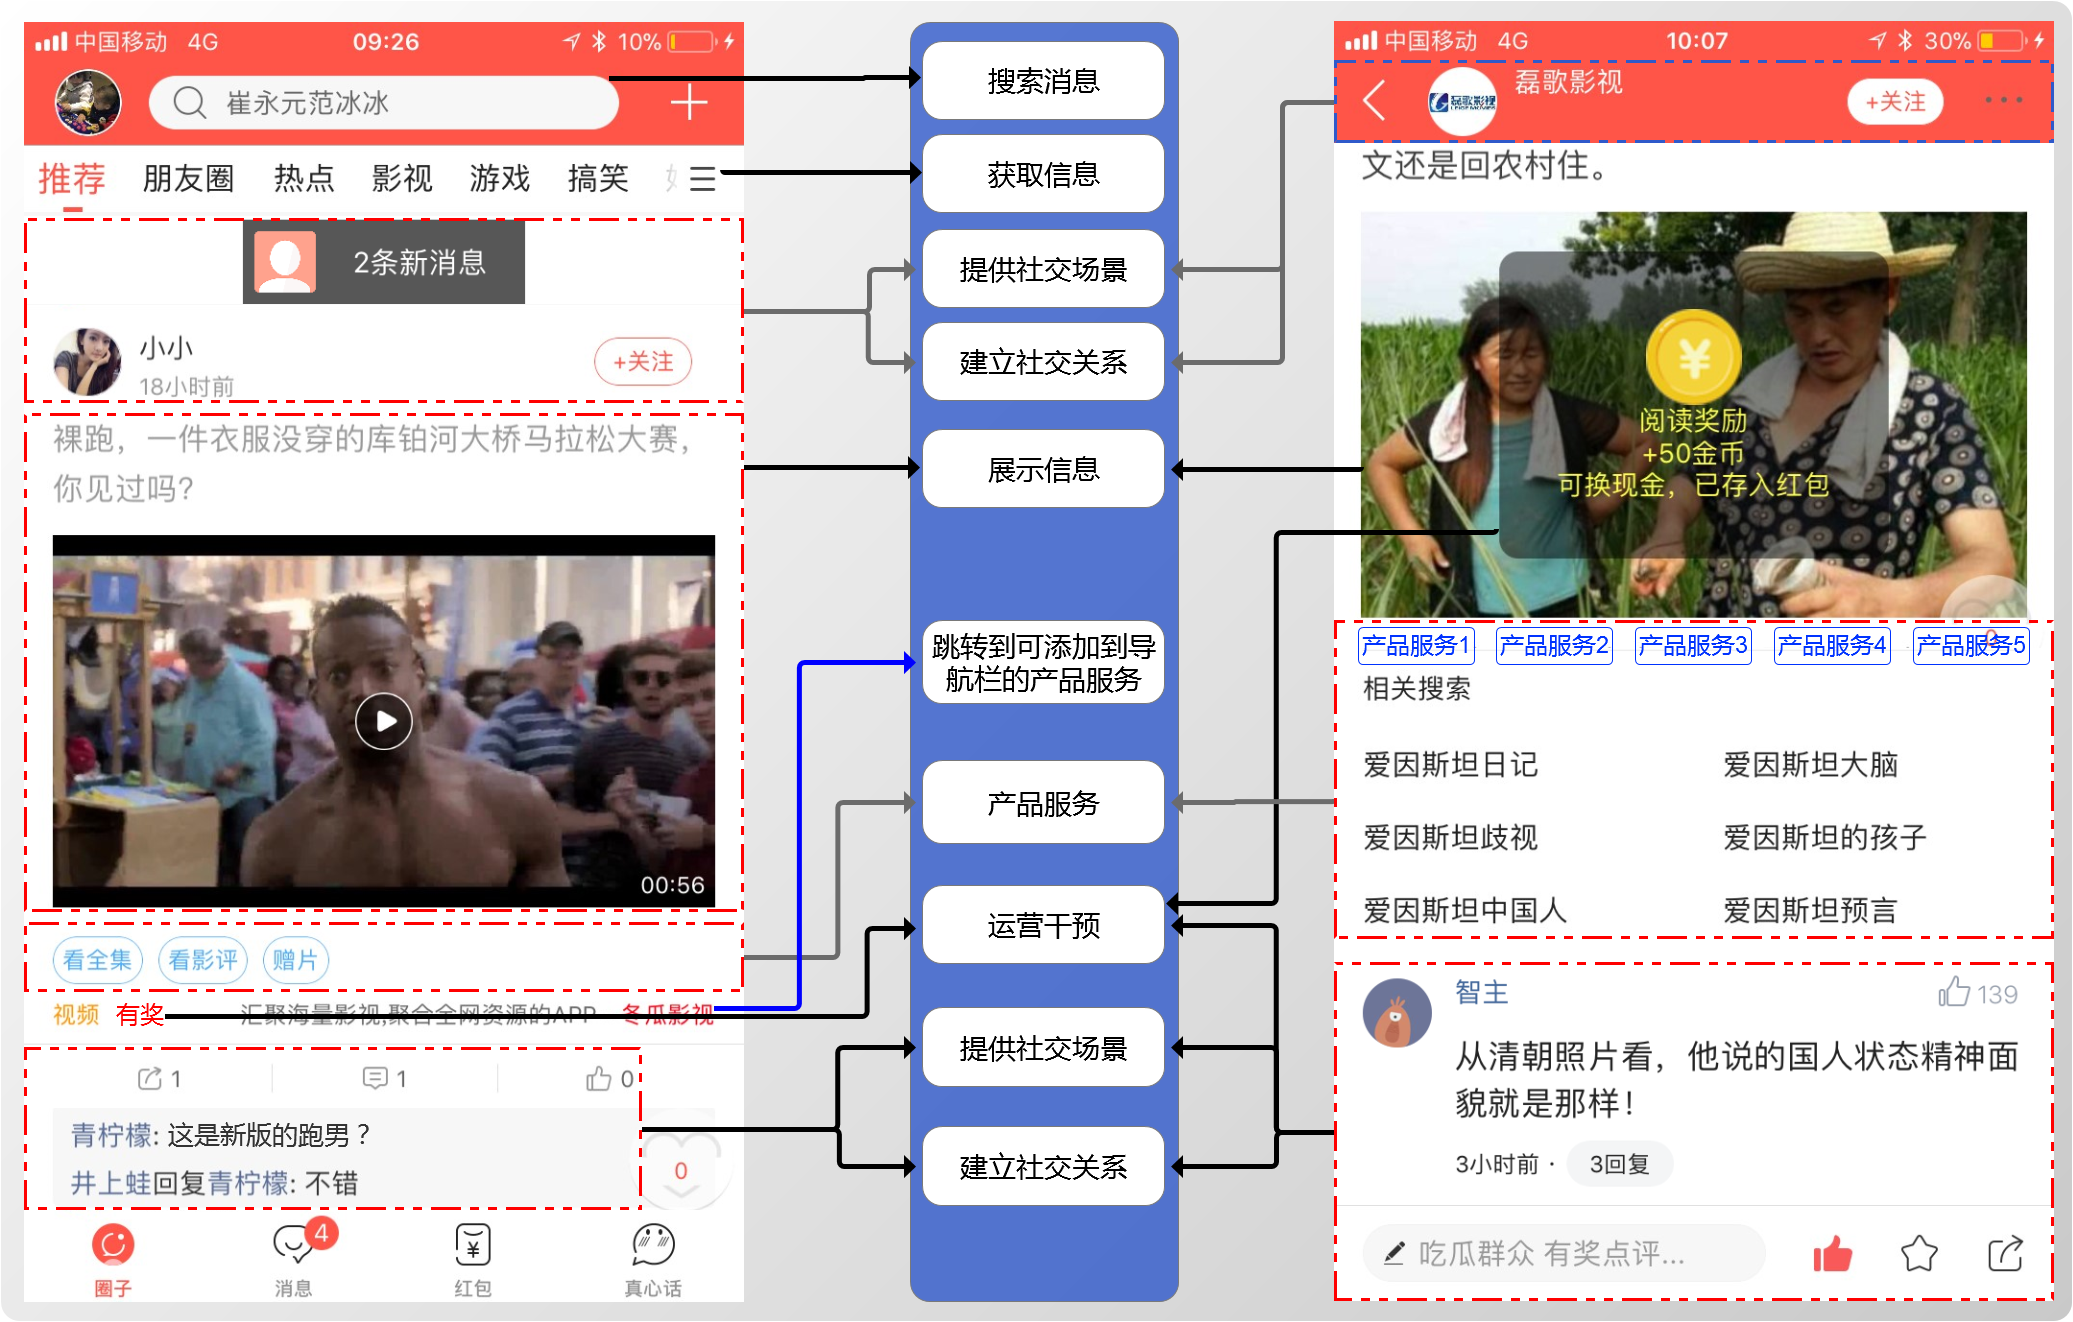 中国移动 4G 09:26 10%
崔永元范冰冰
推荐 朋友圈 热点 影视 游戏 搞笑
2条新消息
小小
18小时前
+关注
裸跑，一件衣服没穿的库铂河大桥马拉松大赛，
你见过吗?
00:56
看全集 看影评 赠片
视频 有奖 汇聚海量影视,聚合全网资源的APP 冬瓜影视
1 1 0
青柠檬: 这是新版的跑男？
井上蛙回复青柠檬: 不错
0
4
圈子 消息 红包 真心话
搜索消息
获取信息
提供社交场景
建立社交关系
展示信息
跳转到可添加到导
航栏的产品服务
产品服务
运营干预
提供社交场景
建立社交关系
中国移动 4G 10:07 30%
磊歌影视
磊歌影视
+关注
文还是回农村住。
阅读奖励
+50金币
可换现金，已存入红包
产品服务1 产品服务2 产品服务3 产品服务4 产品服务5
相关搜索
爱因斯坦日记 爱因斯坦大脑
爱因斯坦歧视 爱因斯坦的孩子
爱因斯坦中国人 爱因斯坦预言
智主
139
从清朝照片看，他说的国人状态精神面
貌就是那样！
3小时前 · 3回复
吃瓜群众 有奖点评...